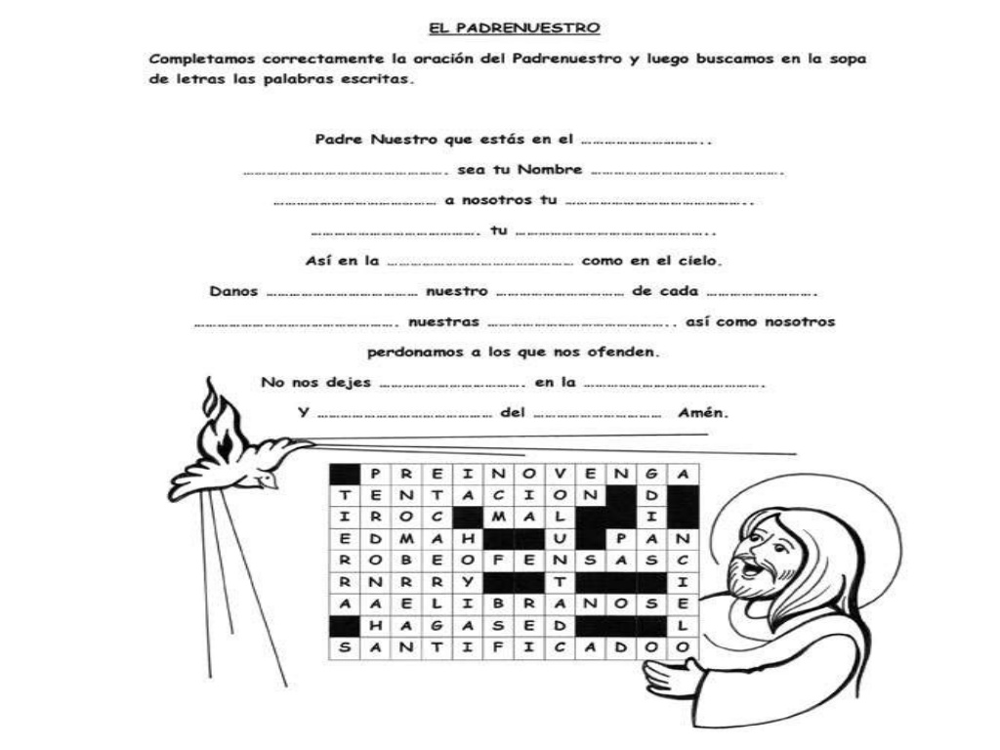 EL PADRENUESTRO
Completamos correctamente la oración del Padrenuestro y luego buscamos en la sopa
de letras las palabras escritas.
Padre Nuestro que estás en el ……………………..
…………………………………………. sea tu Nombre ……………………………………….
………………………………… a nosotros tu ……………………………………..
…………………………………. tu ………………………………………..
Así en la ……………………………………… como en el cielo.
Danos ……………………………… nuestro ………………………… de cada …………………….
…………………………………………. nuestras …………………………………….. así como nosotros
perdonamos a los que nos ofenden.
No nos dejes ……………………………. en la …………………………………….
Y …………………………………… del ………………………… Amén.
P R E I N O V E N G A
T E N T A C I O N D
I R O C M A L I
E D M A H U P A N
R O B E O F E N S A S C
R N R R Y T I
A A E L I B R A N O S E
H A G A S E D L
S A N T I F I C A D O O